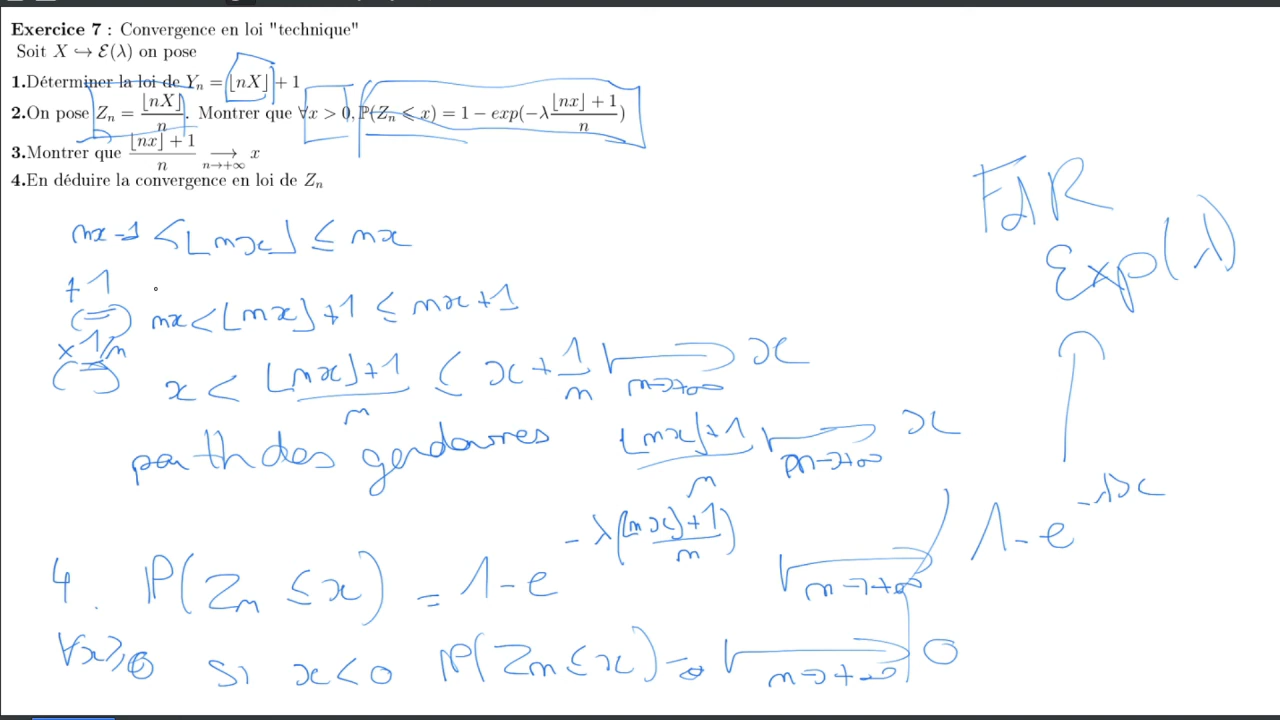 Exercice 7 : Convergence en loi "technique"
Soit X ↪ ℰ(λ) on pose
1.Déterminer la loi de Yₙ = ⌊nX⌋ + 1
2.On pose Zₙ = ⌊nX⌋/n. Montrer que ∀x > 0, ℙ(Zₙ ⩽ x) = 1 − exp(−λ (⌊nx⌋ + 1)/n)
3.Montrer que (⌊nx⌋ + 1)/n ⟶ x n→+∞
4.En déduire la convergence en loi de Zₙ
nx-1 < ⌊nx⌋ ≤ nx
+1
(=) nx < ⌊nx⌋+1 ≤ nx+1
x 1/n
(=) x < (⌊nx⌋+1)/n ≤ x + 1/n ⟶ x n→+∞
par th des gendarmes (⌊nx⌋+1)/n ⟶ x n→+∞
4. ℙ(Zₙ ≤ x) = 1-e^(-λ(⌊nx⌋+1)/n) ⟶ 1-e^(-λx) n→+∞
∀x≥0 si x<0 ℙ(Zₙ ≤ x) = 0 ⟶ 0 n→+∞
FdR
Exp(λ)